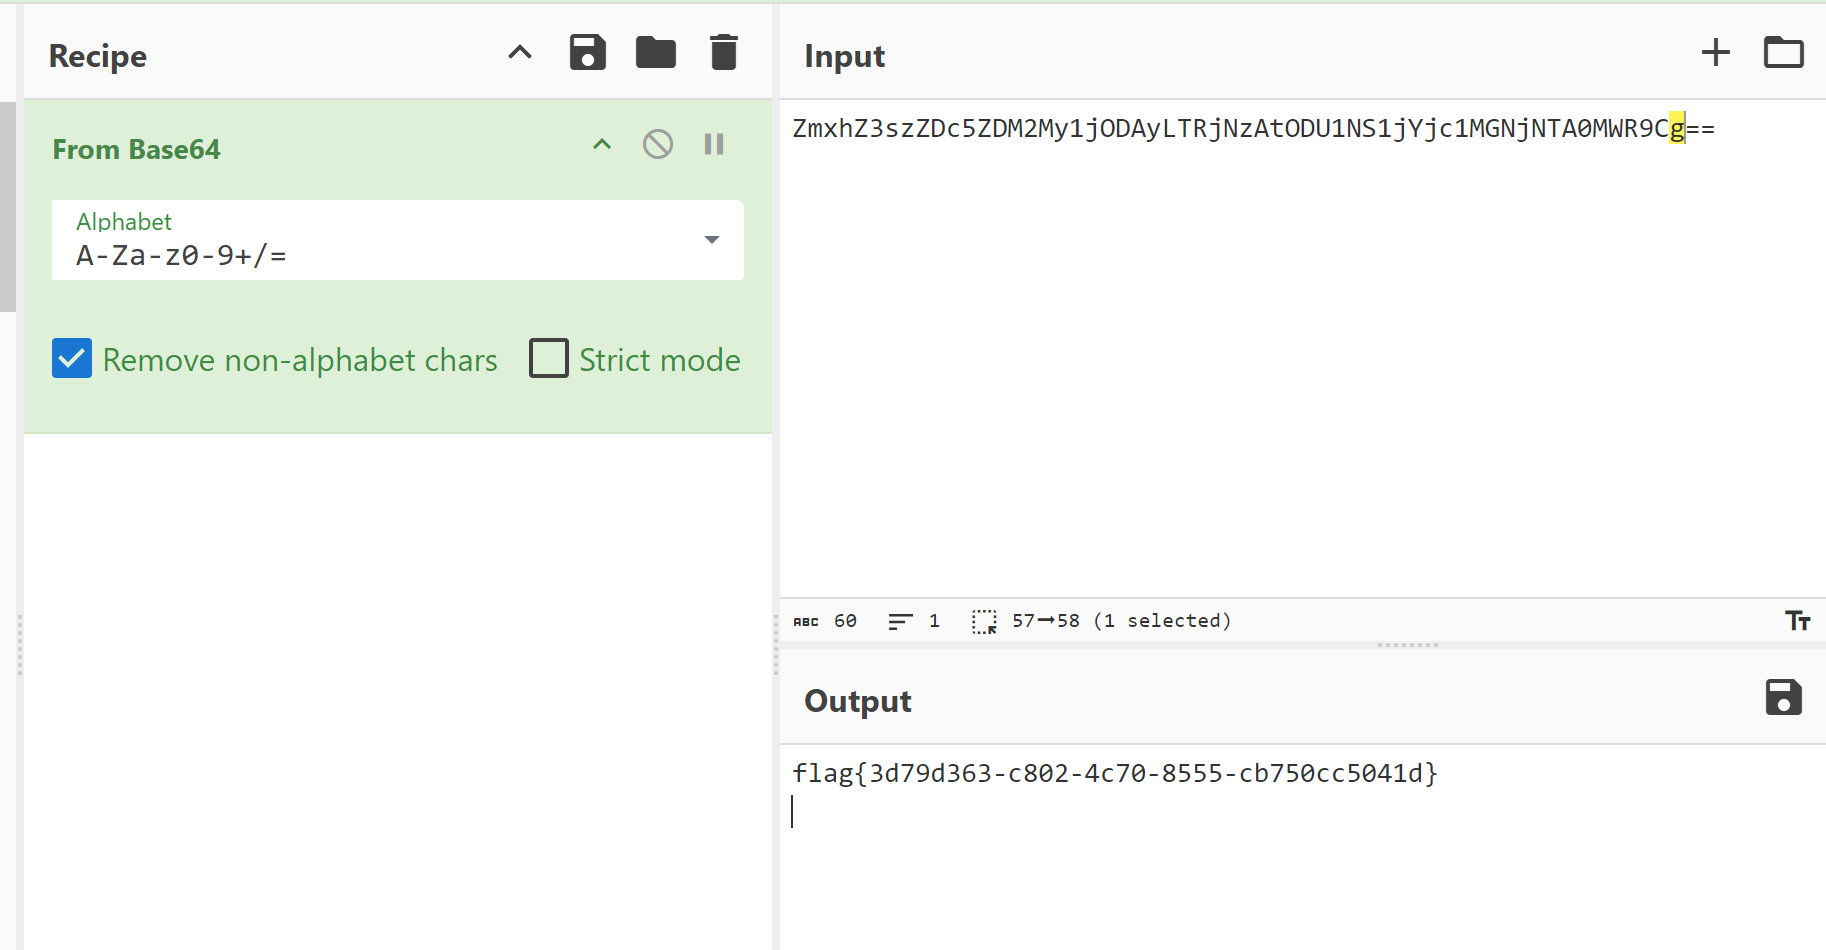 Recipe
From Base64
Alphabet
A-Za-z0-9+/=
Remove non-alphabet chars
Strict mode
Input
ZmxhZ3szZDc5ZDM2My1jODAyLTRjNzAtODU1NS1jYjc1MGNjNTA0MWR9Cg==
ABC 60 1 57→58 (1 selected)
Output
flag{3d79d363-c802-4c70-8555-cb750cc5041d}